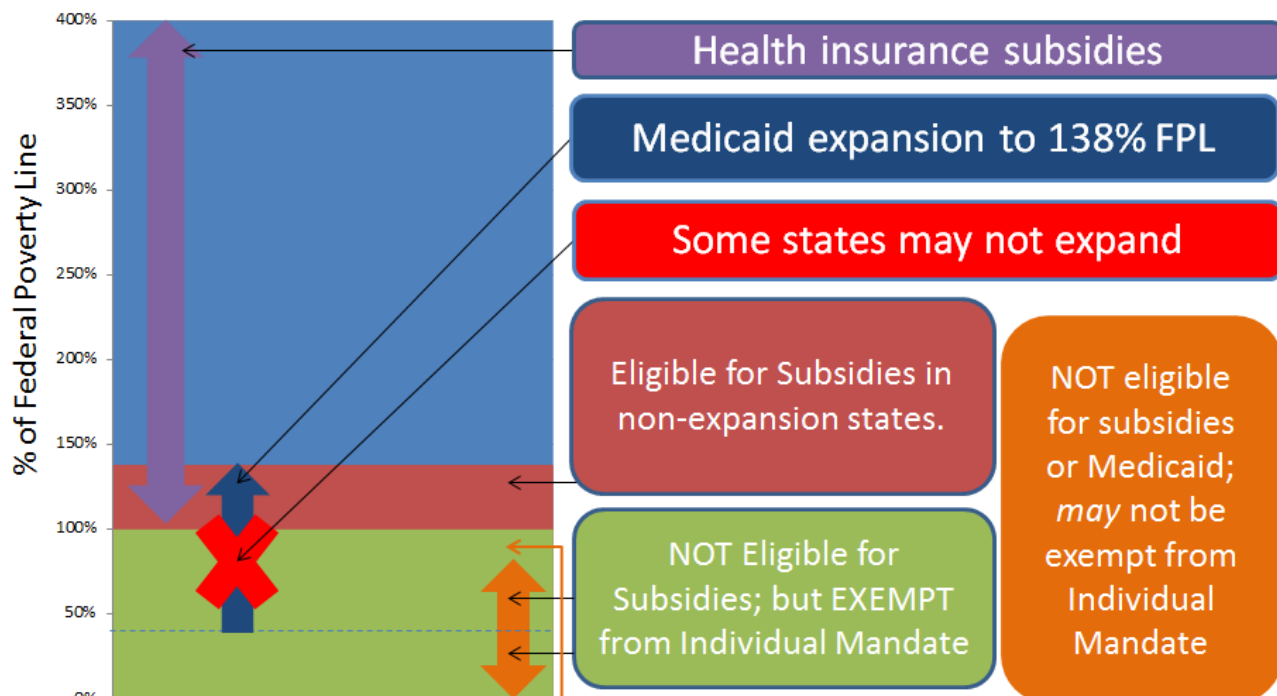 400%
350%
300%
250%
200%
150%
100%
50%
0%
% of Federal Poverty Line
Health insurance subsidies
Medicaid expansion to 138% FPL
Some states may not expand
Eligible for Subsidies in
non-expansion states.
NOT Eligible for
Subsidies; but EXEMPT
from Individual Mandate
NOT eligible
for subsidies
or Medicaid;
may not be
exempt from
Individual
Mandate